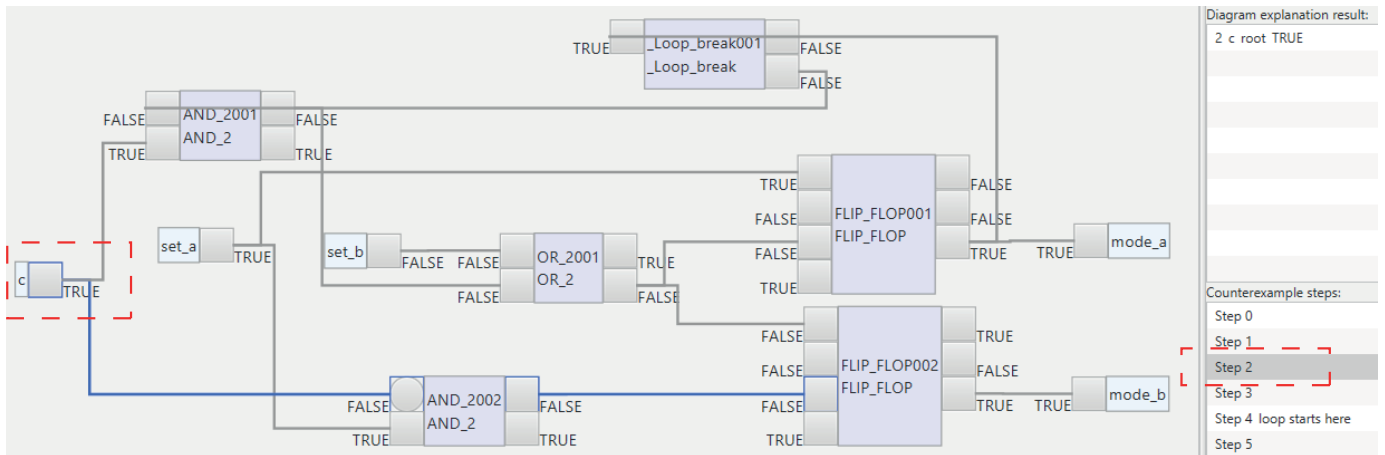 Diagram explanation result:
2 c root TRUE
TRUE
_Loop_break001
_Loop_break
FALSE
FALSE
FALSE
TRUE
AND_2001
AND_2
FALSE
TRUE
TRUE
FALSE
FALSE
TRUE
FLIP_FLOP001
FLIP_FLOP
FALSE
FALSE
TRUE
TRUE
mode_a
set_a
TRUE
set_b
FALSE
FALSE
FALSE
OR_2001
OR_2
TRUE
FALSE
c
TRUE
FALSE
FALSE
FALSE
TRUE
FLIP_FLOP002
FLIP_FLOP
TRUE
FALSE
TRUE
TRUE
mode_b
FALSE
TRUE
AND_2002
AND_2
FALSE
TRUE
Counterexample steps:
Step 0
Step 1
Step 2
Step 3
Step 4 loop starts here
Step 5